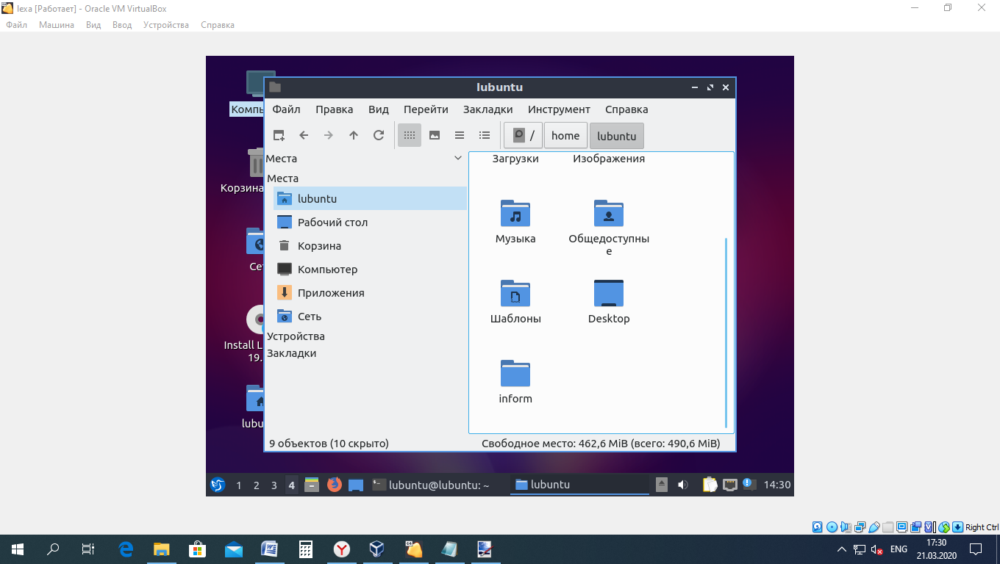 lexa [Работает] - Oracle VM VirtualBox
Файл Машина Вид Ввод Устройства Справка
lubuntu
Файл Правка Вид Перейти Закладки Инструмент Справка
/ home lubuntu
Места
Места
lubuntu
Рабочий стол
Корзина
Компьютер
Приложения
Сеть
Устройства
Закладки
Загрузки Изображения
Музыка
Общедоступны
е
Шаблоны
Desktop
inform
9 объектов (10 скрыто)
Свободное место: 462,6 MiB (всего: 490,6 MiB)
Комп
Корзина
Се
Install L
19.
lubu
1 2 3 4 lubuntu@lubuntu: ~ lubuntu 14:30
Right Ctrl
ENG
17:30
21.03.2020